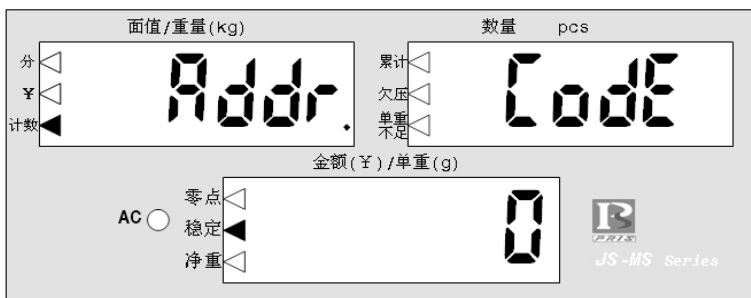 面值/重量(kg)
数量 pcs
分
¥
计数
Addr.
累计
欠压
单重
不足
CodE
金额(¥)/单重(g)
AC
零点
稳定
净重
0
PRIS
JS-MS Series